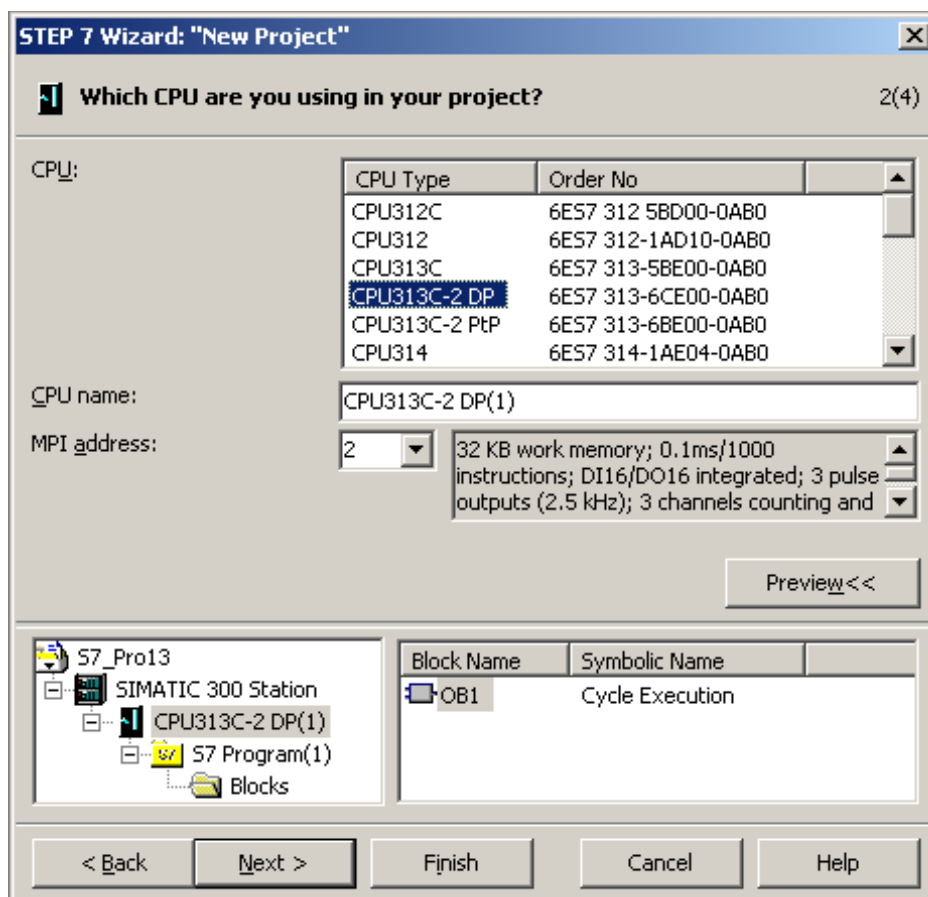 STEP 7 Wizard: "New Project"
Which CPU are you using in your project? 2(4)
CPU:
CPU Type Order No
CPU312C 6ES7 312 5BD00-0AB0
CPU312 6ES7 312-1AD10-0AB0
CPU313C 6ES7 313-5BE00-0AB0
CPU313C-2 DP 6ES7 313-6CE00-0AB0
CPU313C-2 PtP 6ES7 313-6BE00-0AB0
CPU314 6ES7 314-1AE04-0AB0
CPU name: CPU313C-2 DP(1)
MPI address: 2
32 KB work memory; 0.1ms/1000
instructions; DI16/DO16 integrated; 3 pulse
outputs (2.5 kHz); 3 channels counting and
Preview<<
S7_Pro13
SIMATIC 300 Station
CPU313C-2 DP(1)
S7 Program(1)
Blocks
Block Name Symbolic Name
OB1 Cycle Execution
< Back Next > Finish Cancel Help